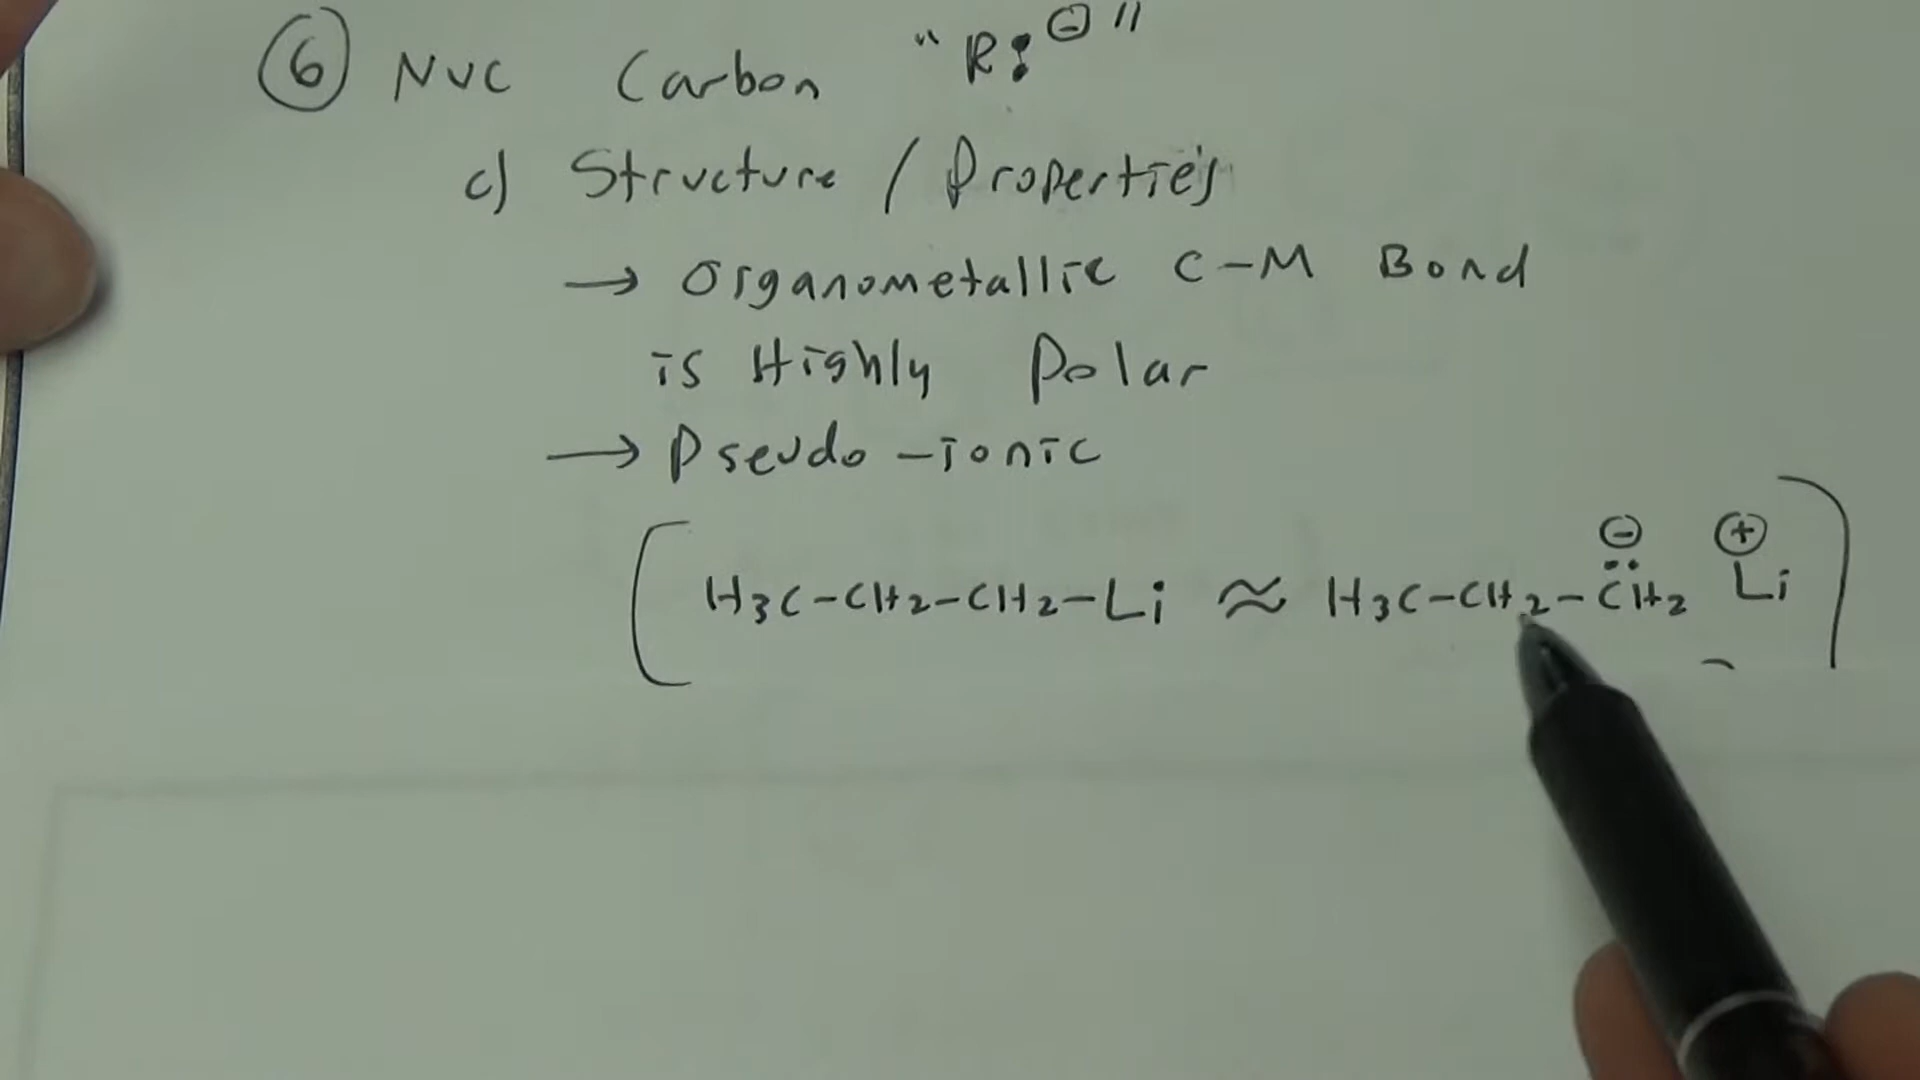 ⑥ Nuc Carbon "R:⊖"
c) Structure / Properties
→ Organometallic C-M Bond
is Highly Polar
→ Pseudo-ionic
[H3C-CH2-CH2-Li ≈ H3C-CH2-C̈H2⊖ Li⊕]